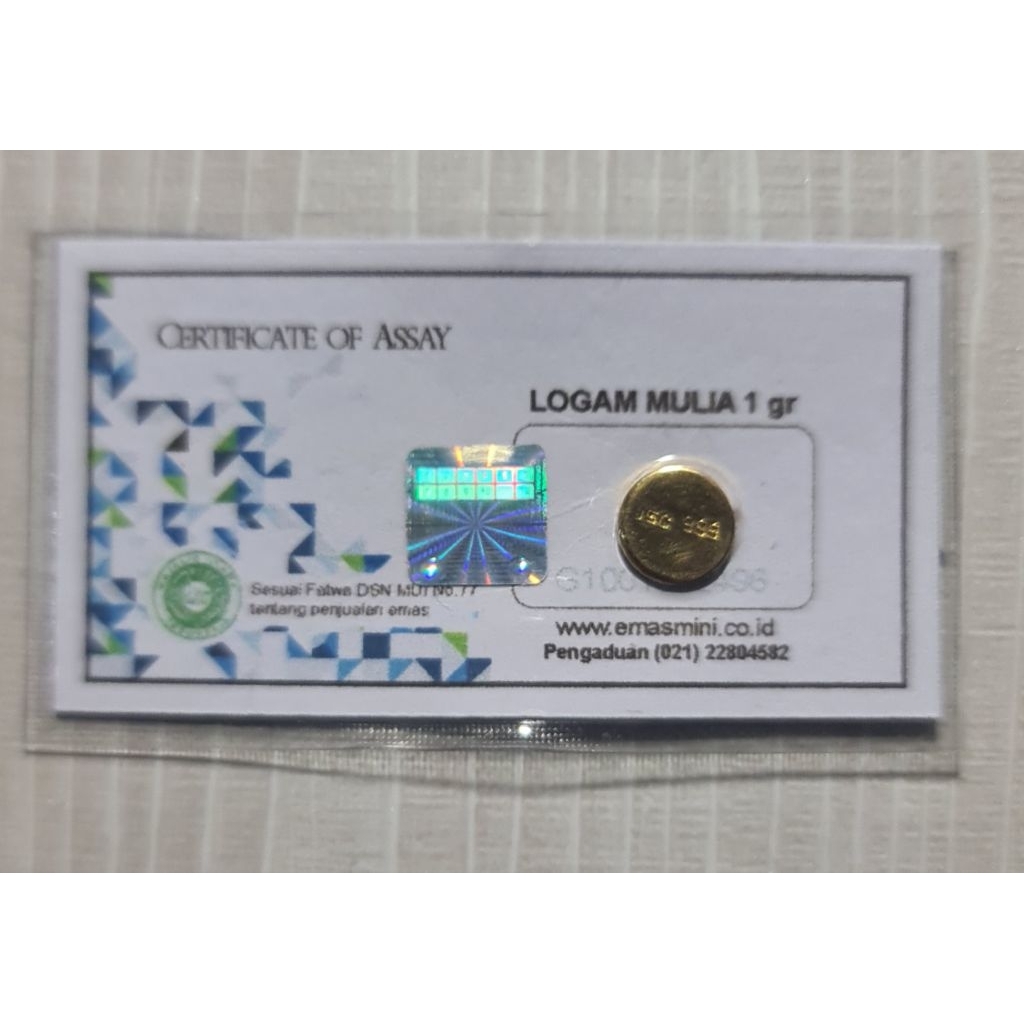 CERTIFICATE OF ASSAY
LOGAM MULIA 1 gr
Sesuai Fatwa DSN MUI No.77
tentang penjualan emas
www.emasmini.co.id
Pengaduan (021) 22804582